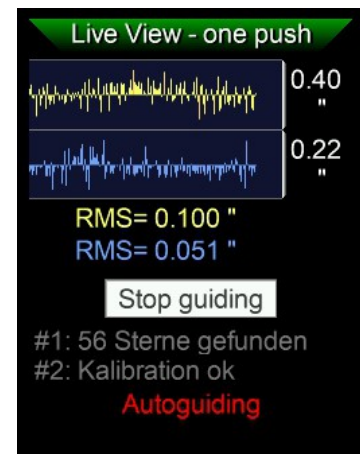 Live View - one push
0.40
"
0.22
"
RMS= 0.100 "
RMS= 0.051 "
Stop guiding
#1: 56 Sterne gefunden
#2: Kalibration ok
Autoguiding